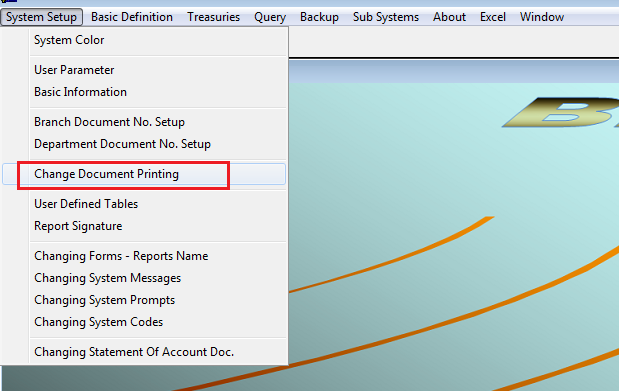 System Setup Basic Definition Treasuries Query Backup Sub Systems About Excel Window
System Color
User Parameter
Basic Information
Branch Document No. Setup
Department Document No. Setup
Change Document Printing
User Defined Tables
Report Signature
Changing Forms - Reports Name
Changing System Messages
Changing System Prompts
Changing System Codes
Changing Statement Of Account Doc.